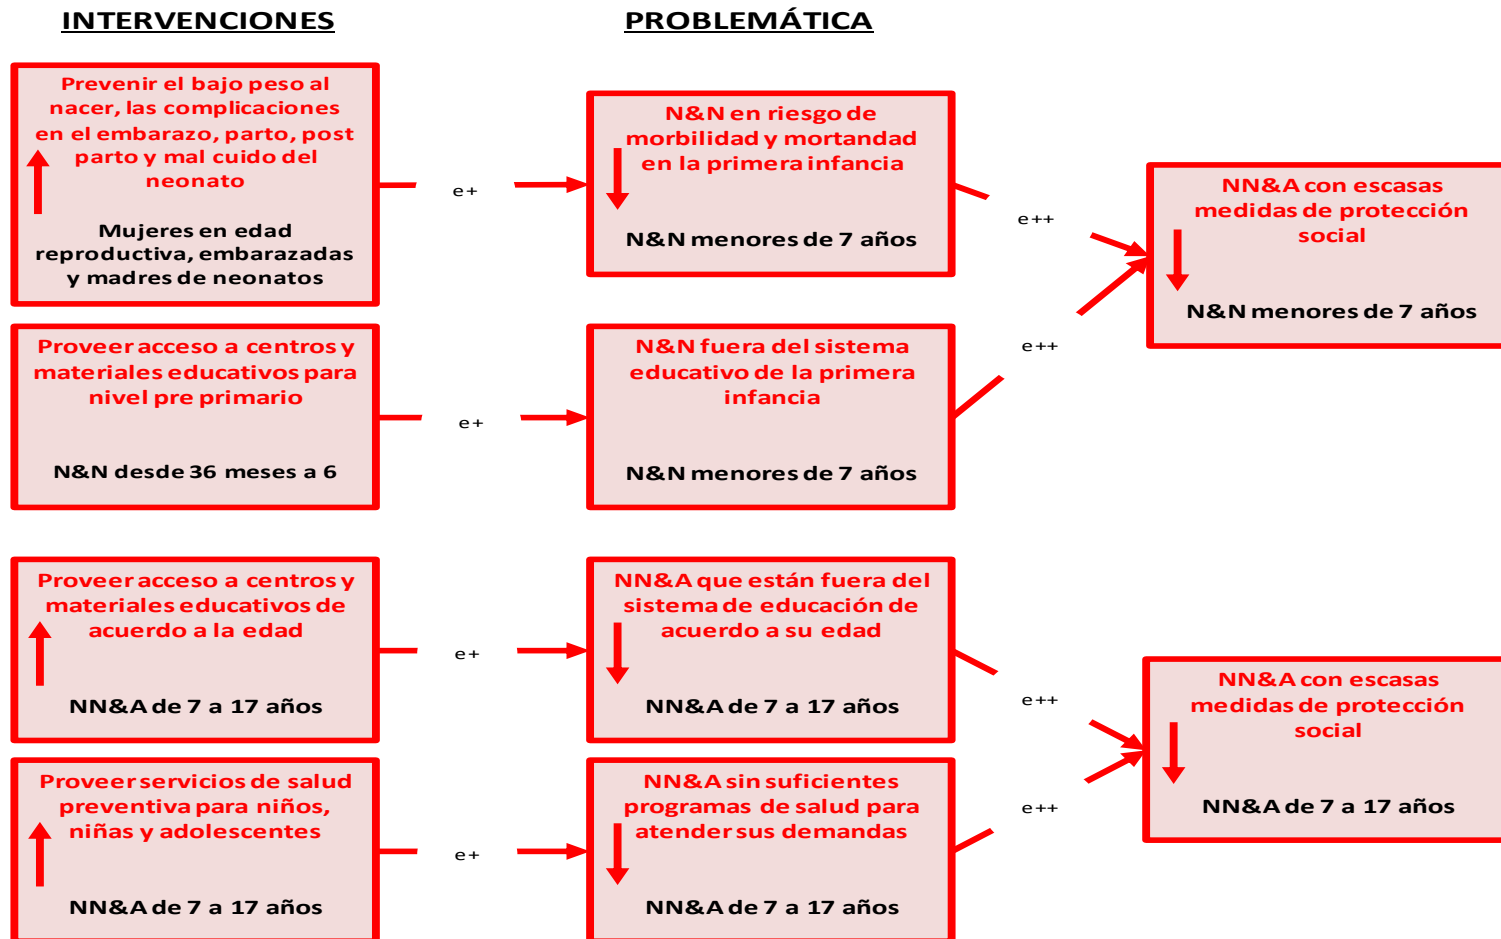 INTERVENCIONES
PROBLEMÁTICA
Prevenir el bajo peso al
nacer, las complicaciones
en el embarazo, parto, post
parto y mal cuido del
neonato
Mujeres en edad
reproductiva, embarazadas
y madres de neonatos
e+
N&N en riesgo de
morbilidad y mortandad
en la primera infancia
N&N menores de 7 años
e++
NN&A con escasas
medidas de protección
social
N&N menores de 7 años
Proveer acceso a centros y
materiales educativos para
nivel pre primario
N&N desde 36 meses a 6
e+
N&N fuera del sistema
educativo de la primera
infancia
N&N menores de 7 años
e++
Proveer acceso a centros y
materiales educativos de
acuerdo a la edad
NN&A de 7 a 17 años
e+
NN&A que están fuera del
sistema de educación de
acuerdo a su edad
NN&A de 7 a 17 años
e++
NN&A con escasas
medidas de protección
social
NN&A de 7 a 17 años
Proveer servicios de salud
preventiva para niños,
niñas y adolescentes
NN&A de 7 a 17 años
e+
NN&A sin suficientes
programas de salud para
atender sus demandas
NN&A de 7 a 17 años
e++